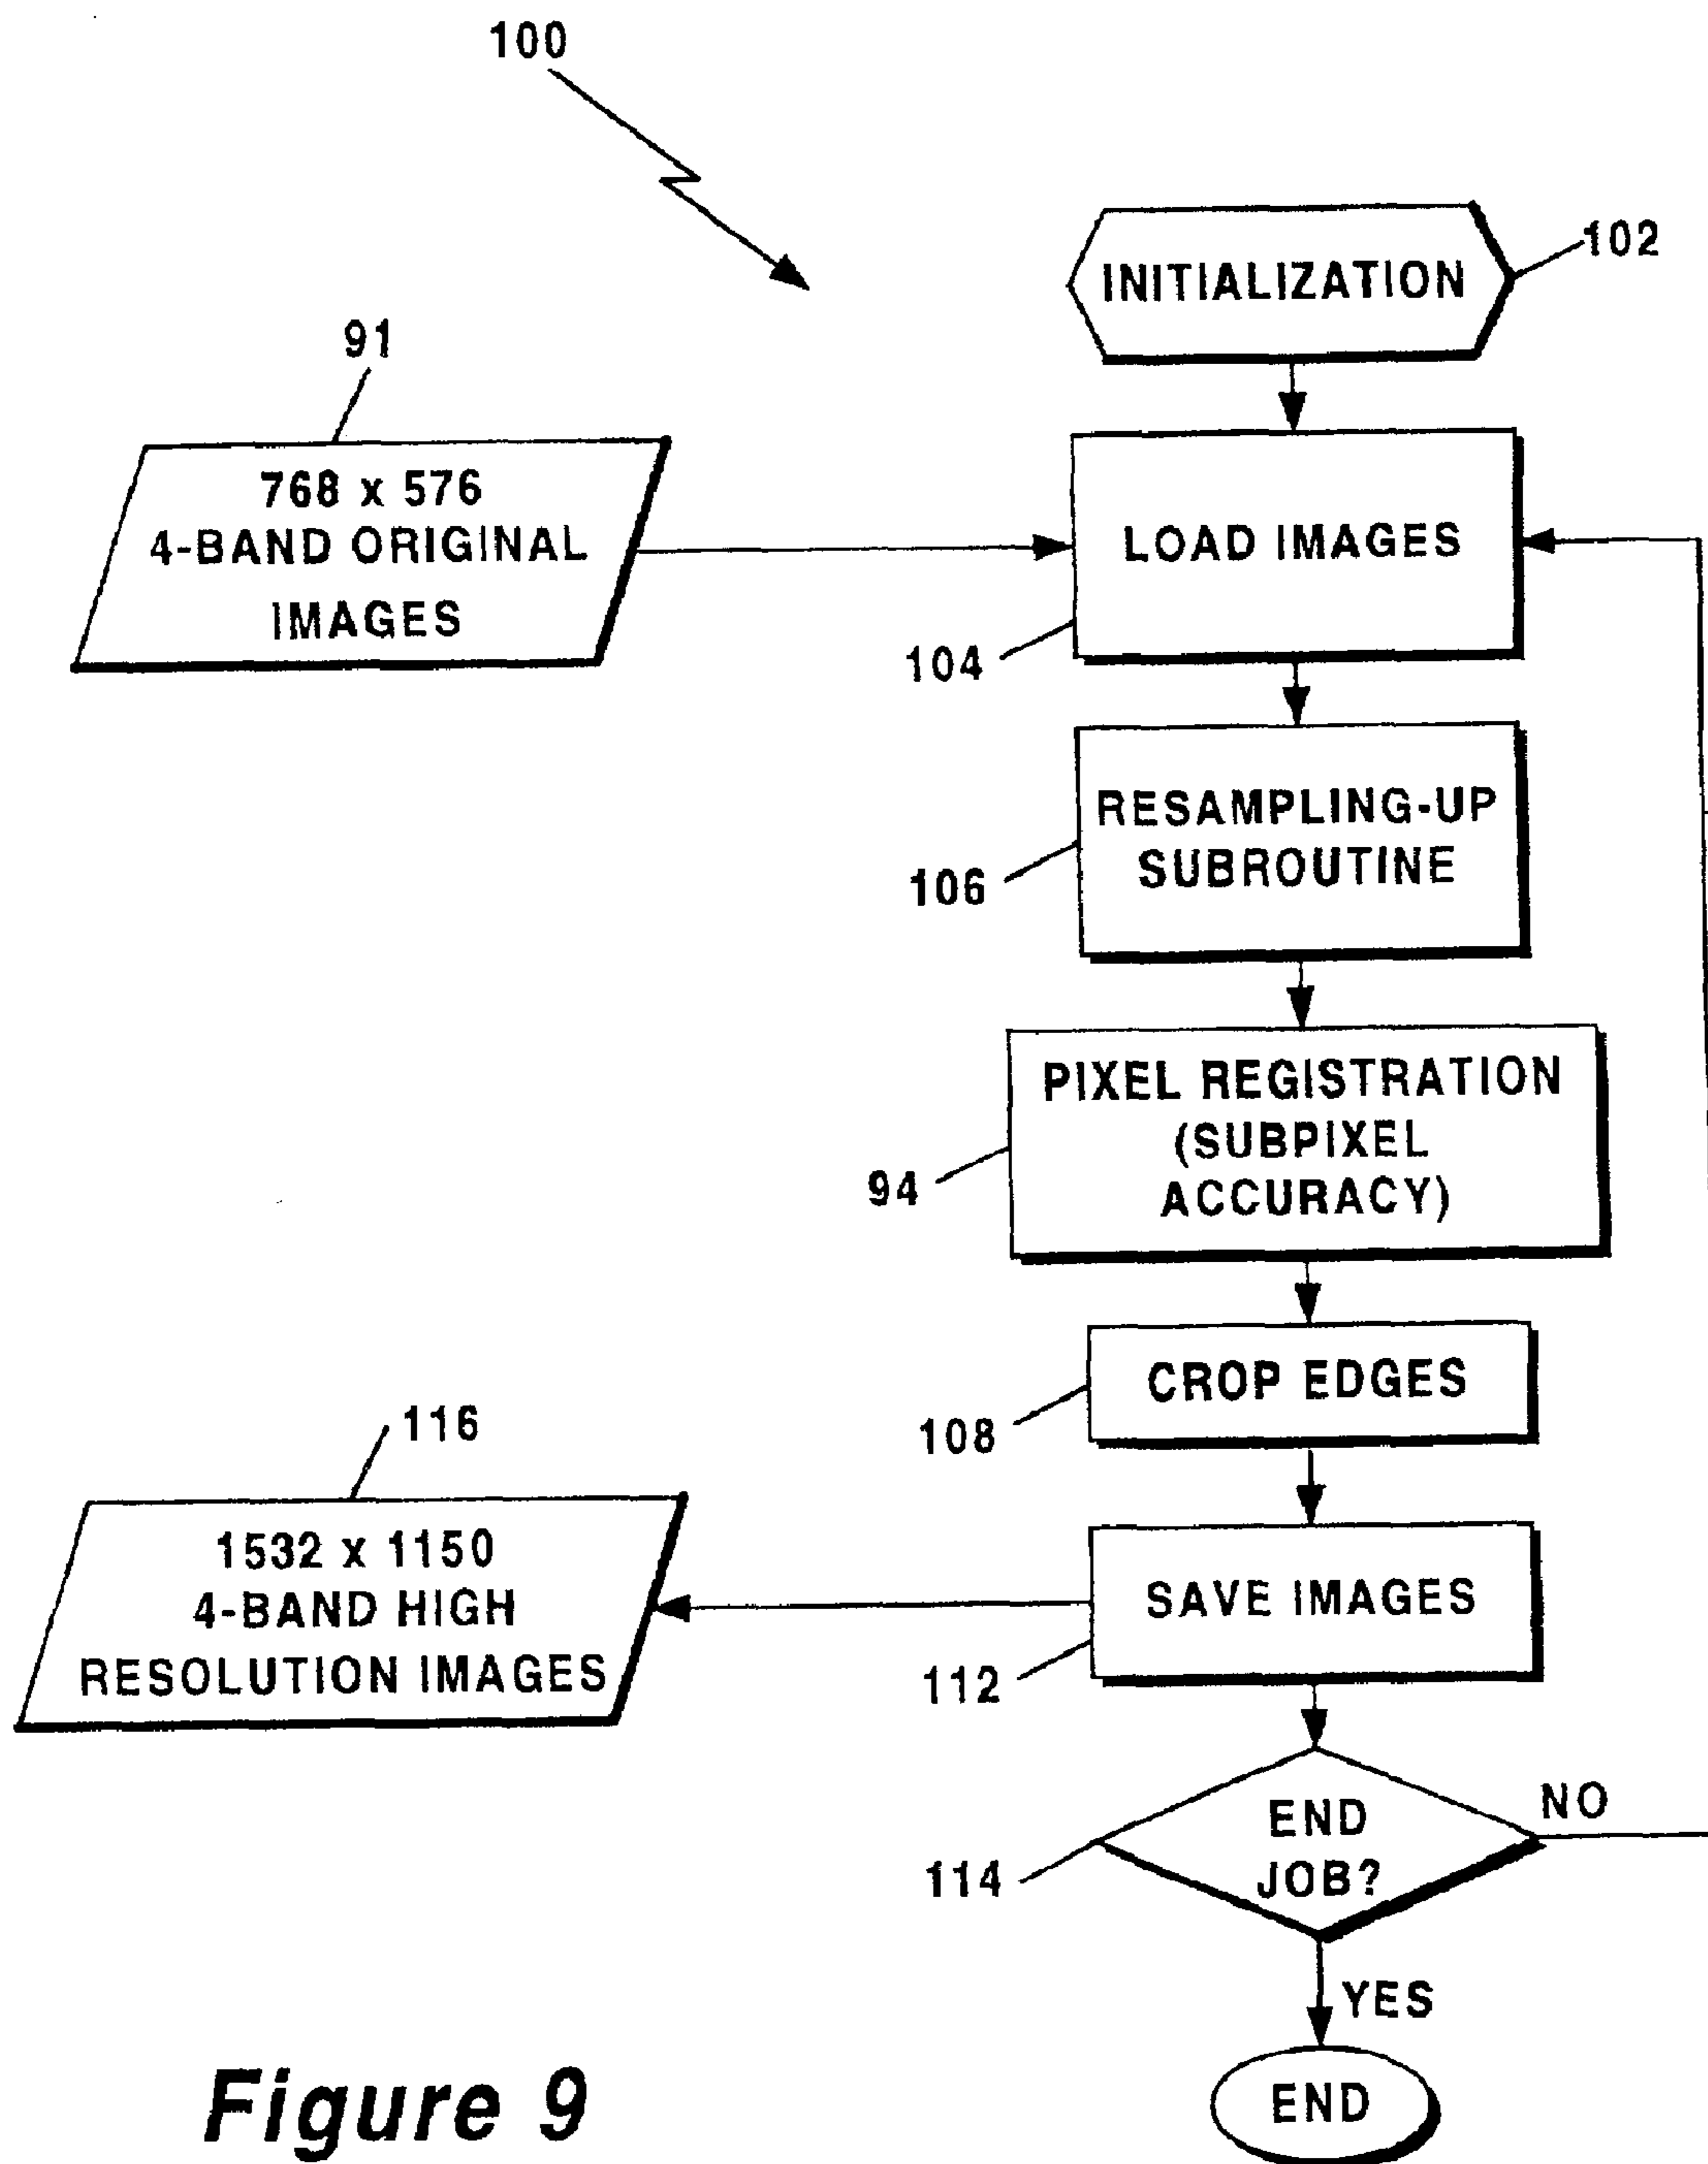 100
INITIALIZATION
102
91
768 x 576
4-BAND ORIGINAL
IMAGES
LOAD IMAGES
104
RESAMPLING-UP
SUBROUTINE
106
PIXEL REGISTRATION
(SUBPIXEL
ACCURACY)
94
CROP EDGES
108
116
1532 x 1150
4-BAND HIGH
RESOLUTION IMAGES
SAVE IMAGES
112
END
JOB?
NO
114
YES
END
Figure 9